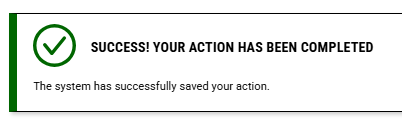 SUCCESS! YOUR ACTION HAS BEEN COMPLETED
The system has successfully saved your action.